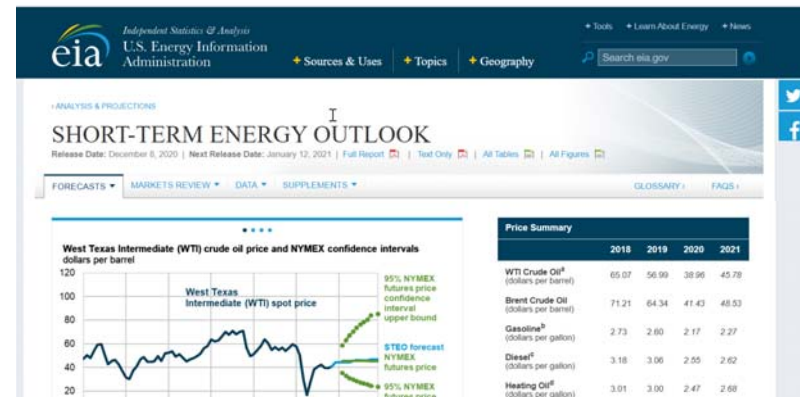 eia
Independent Statistics & Analysis
U.S. Energy Information
Administration
+ Sources & Uses
+ Topics
+ Geography
+ Tools + Learn About Energy + News
Search eia.gov
‹ ANALYSIS & PROJECTIONS
SHORT-TERM ENERGY OUTLOOK
Release Date: December 8, 2020 | Next Release Date: January 12, 2021 | Full Report | Text Only | All Tables | All Figures
FORECASTS MARKETS REVIEW DATA SUPPLEMENTS GLOSSARY › FAQS ›
West Texas Intermediate (WTI) crude oil price and NYMEX confidence intervals
dollars per barrel
120
100
80
60
40
20
West Texas
Intermediate (WTI) spot price
95% NYMEX
futures price
confidence
interval
upper bound
STEO forecast
NYMEX
futures price
95% NYMEX
futures price
Price Summary
2018 2019 2020 2021
WTI Crude Oilᵃ 65.07 56.99 38.96 45.78
(dollars per barrel)
Brent Crude Oil 71.21 64.34 41.43 48.53
(dollars per barrel)
Gasolineᵇ 2.73 2.60 2.17 2.27
(dollars per gallon)
Dieselᶜ 3.18 3.06 2.55 2.62
(dollars per gallon)
Heating Oilᵈ 3.01 3.00 2.47 2.68
(dollars per gallon)